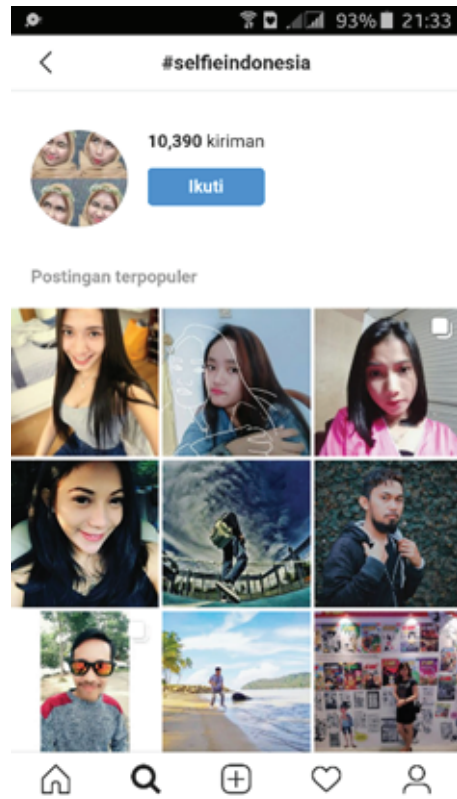 93% 21:33
#selfieindonesia
10,390 kiriman
Ikuti
Postingan terpopuler